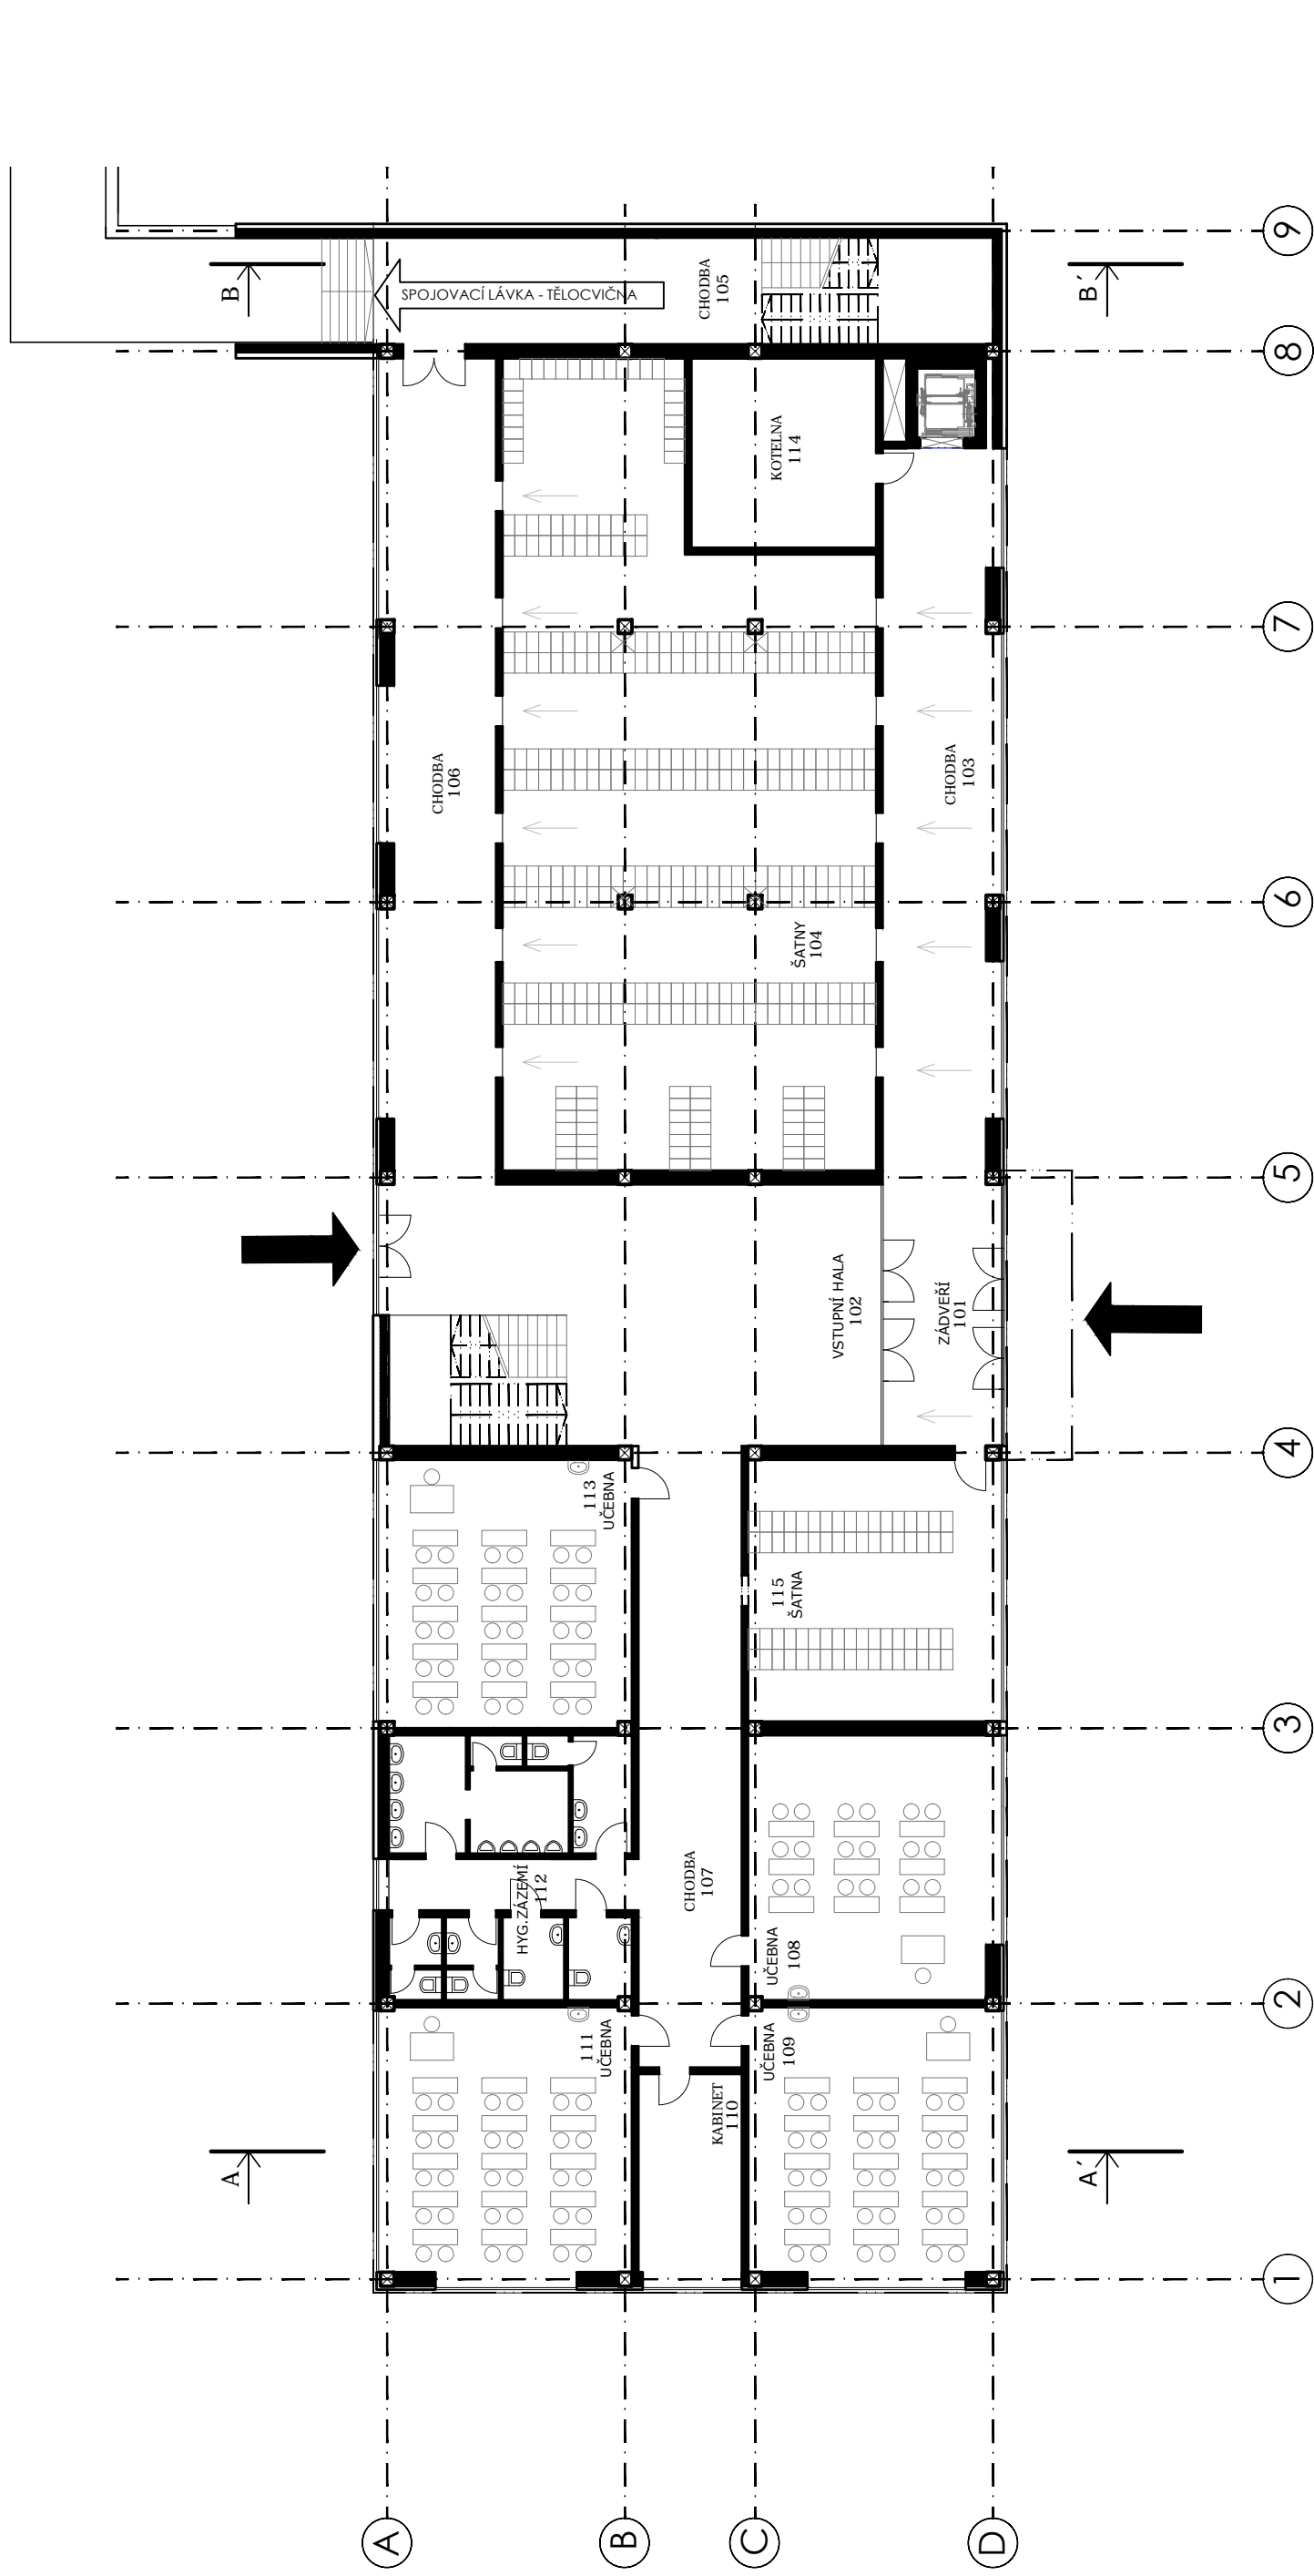 B
B´
SPOJOVACÍ LÁVKA - TĚLOCVIČNA
CHODBA
105
9
8
KOTELNA
114
7
CHODBA
106
CHODBA
103
6
ŠATNY
104
5
VSTUPNÍ HALA
102
ZÁDVEŘÍ
101
4
113
UČEBNA
115
ŠATNA
3
HYG.ZÁZEMÍ
112
CHODBA
107
UČEBNA
108
2
111
UČEBNA
UČEBNA
109
KABINET
110
A
A´
1
A
B
C
D